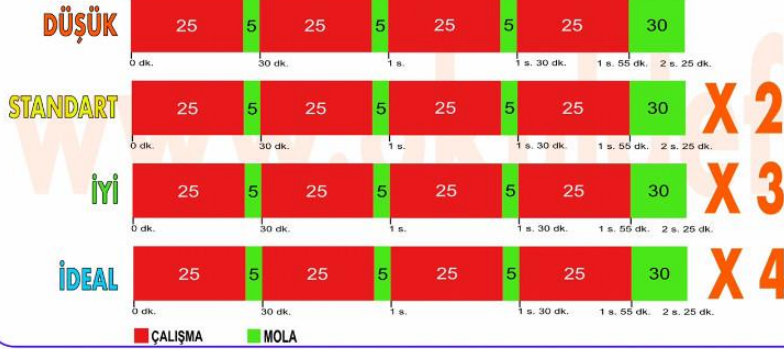 DÜŞÜK 25 5 25 5 25 5 25 30
0 dk. 30 dk. 1 s. 1 s. 30 dk. 1 s. 55 dk. 2 s. 25 dk.
STANDART 25 5 25 5 25 5 25 30 X 2
0 dk. 30 dk. 1 s. 1 s. 30 dk. 1 s. 55 dk. 2 s. 25 dk.
İYİ 25 5 25 5 25 5 25 30 X 3
0 dk. 30 dk. 1 s. 1 s. 30 dk. 1 s. 55 dk. 2 s. 25 dk.
İDEAL 25 5 25 5 25 5 25 30 X 4
0 dk. 30 dk. 1 s. 1 s. 30 dk. 1 s. 55 dk. 2 s. 25 dk.
ÇALIŞMA MOLA